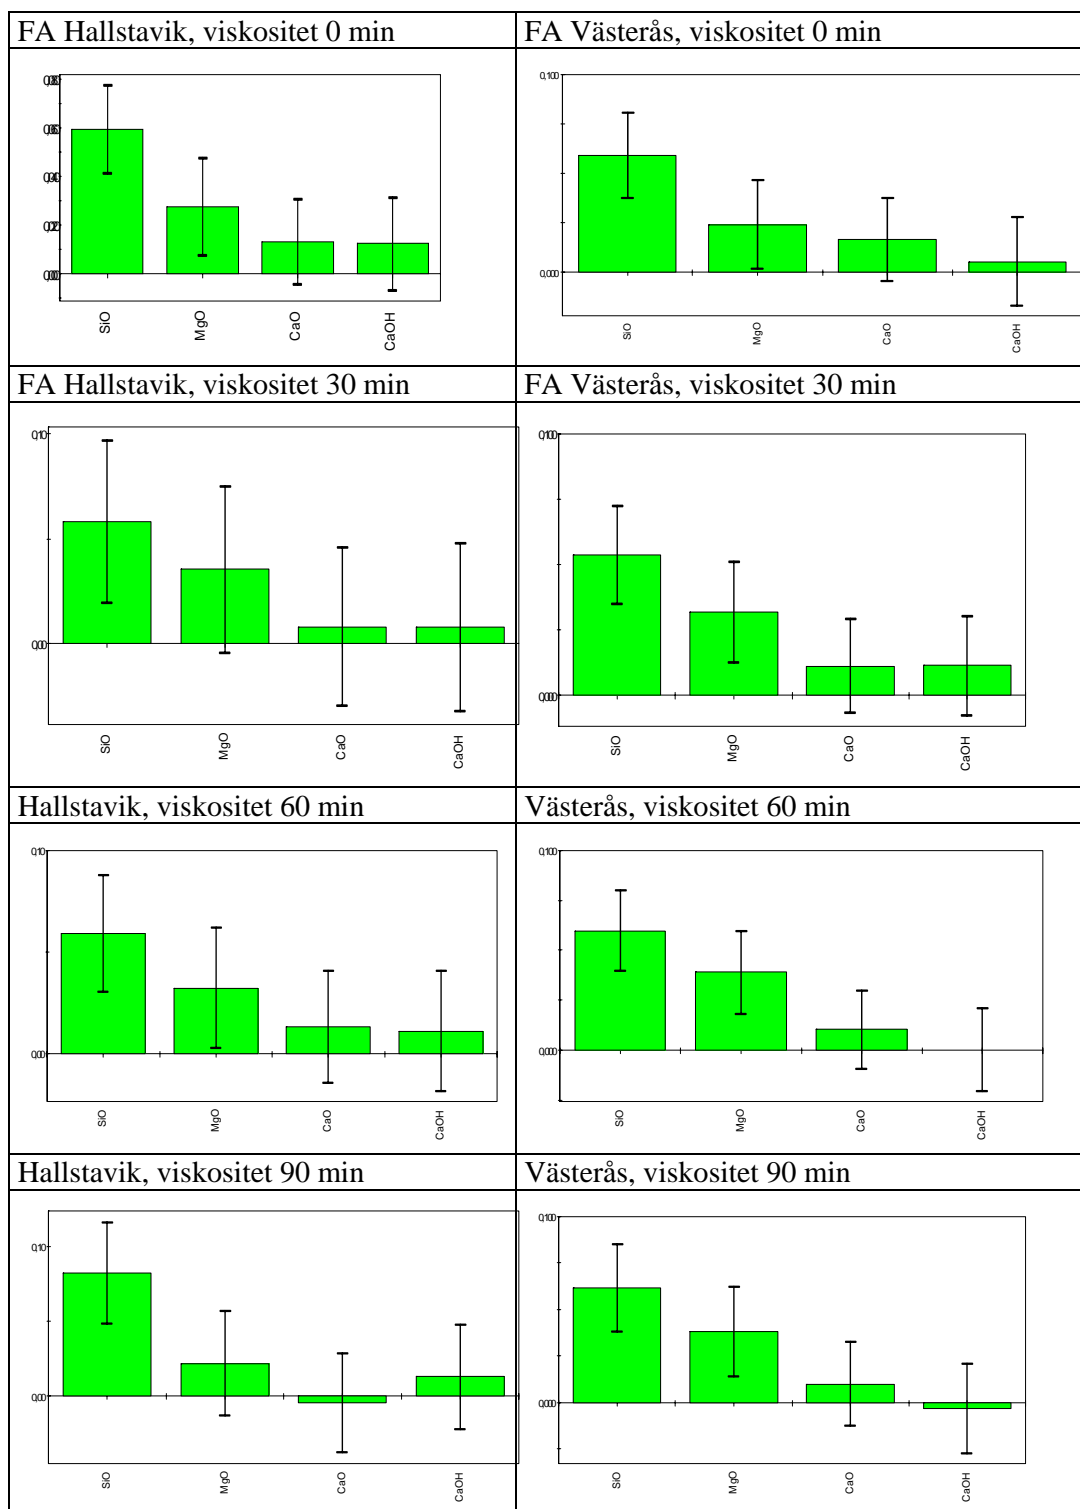 FA Hallstavik, viskositet 0 min
FA Västerås, viskositet 0 min
SiO
MgO
CaO
CaOH
0,100
0,000
SiO
MgO
CaO
CaOH
FA Hallstavik, viskositet 30 min
FA Västerås, viskositet 30 min
0,10
0,00
SiO
MgO
CaO
CaOH
0,100
0,000
SiO
MgO
CaO
CaOH
Hallstavik, viskositet 60 min
Västerås, viskositet 60 min
0,10
0,00
SiO
MgO
CaO
CaOH
0,100
0,000
SiO
MgO
CaO
CaOH
Hallstavik, viskositet 90 min
Västerås, viskositet 90 min
0,10
0,00
SiO
MgO
CaO
CaOH
0,100
0,000
SiO
MgO
CaO
CaOH